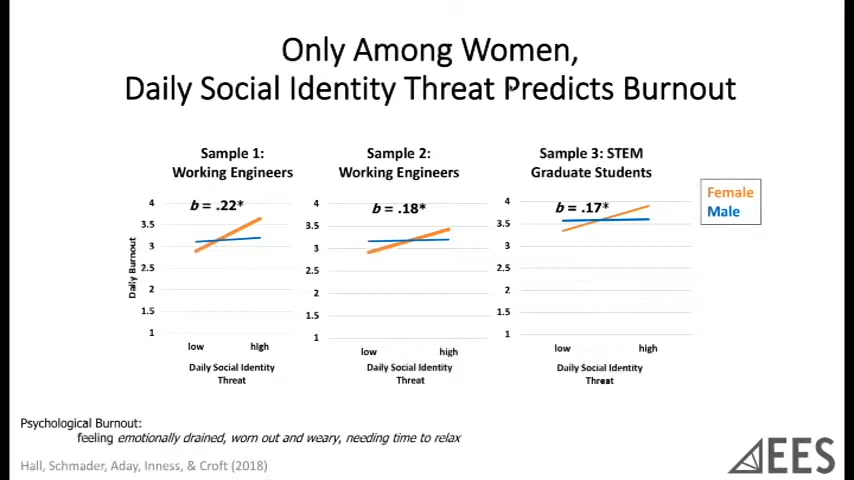 Only Among Women,
Daily Social Identity Threat Predicts Burnout
Sample 1:
Working Engineers
Sample 2:
Working Engineers
Sample 3: STEM
Graduate Students
Female
Male
b = .22*
b = .18*
b = .17*
Daily Burnout
4
3.5
3
2.5
2
1.5
1
low
high
Daily Social Identity
Threat
4
3.5
3
2.5
2
1.5
1
low
high
Daily Social Identity
Threat
4
3.5
3
2.5
2
1.5
1
low
high
Daily Social Identity
Threat
Psychological Burnout:
feeling emotionally drained, worn out and weary, needing time to relax
Hall, Schmader, Aday, Inness, & Croft (2018)
EES